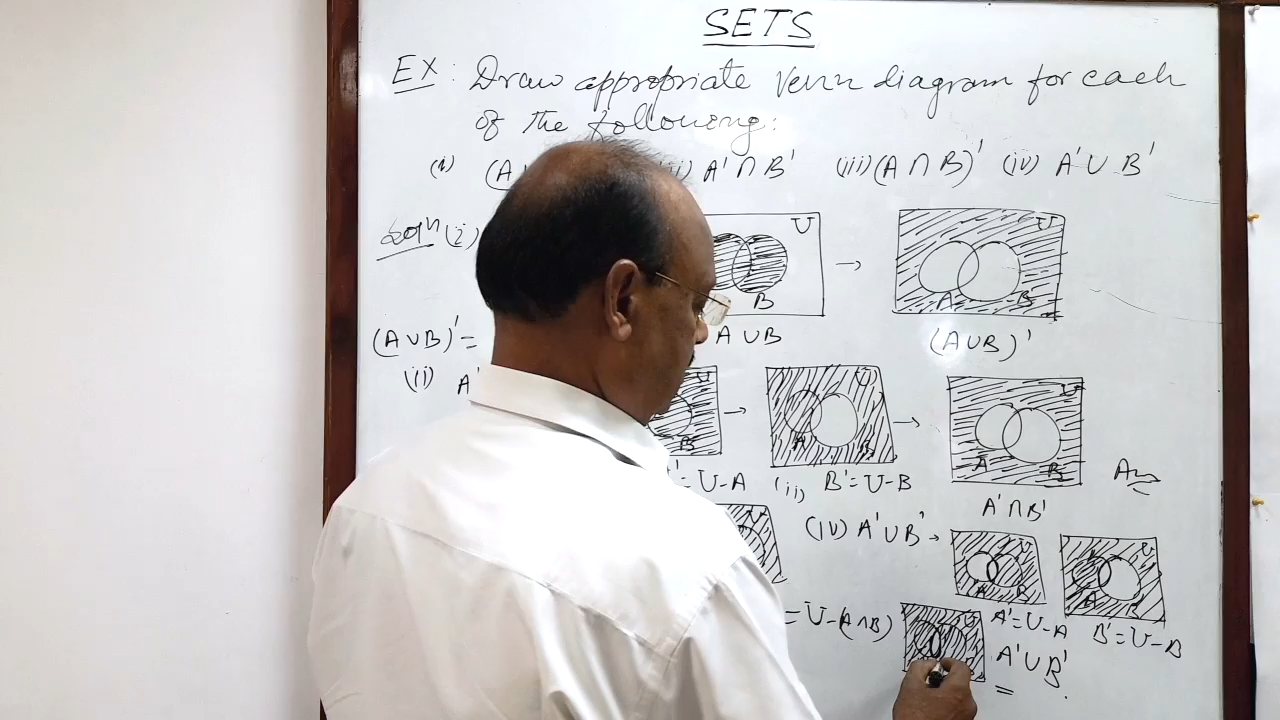 SETS
EX: Draw appropriate Venn diagram for each
of the following:
(i) (A (ii) A' ∩ B' (iii) (A ∩ B)' (iv) A' ∪ B'
Soln (i)
U
B
U
A B
(A∪B)' =
A ∪ B
(A∪B)'
(ii) A'
U
B
U
A B
U
A B
' = U-A
(ii) B' = U-B
Ans
A' ∩ B'
(iv) A' ∪ B' →
U
A B
U
A B
= U-(A∩B)
U
A' = U-A
B' = U-B
A' ∪ B'.